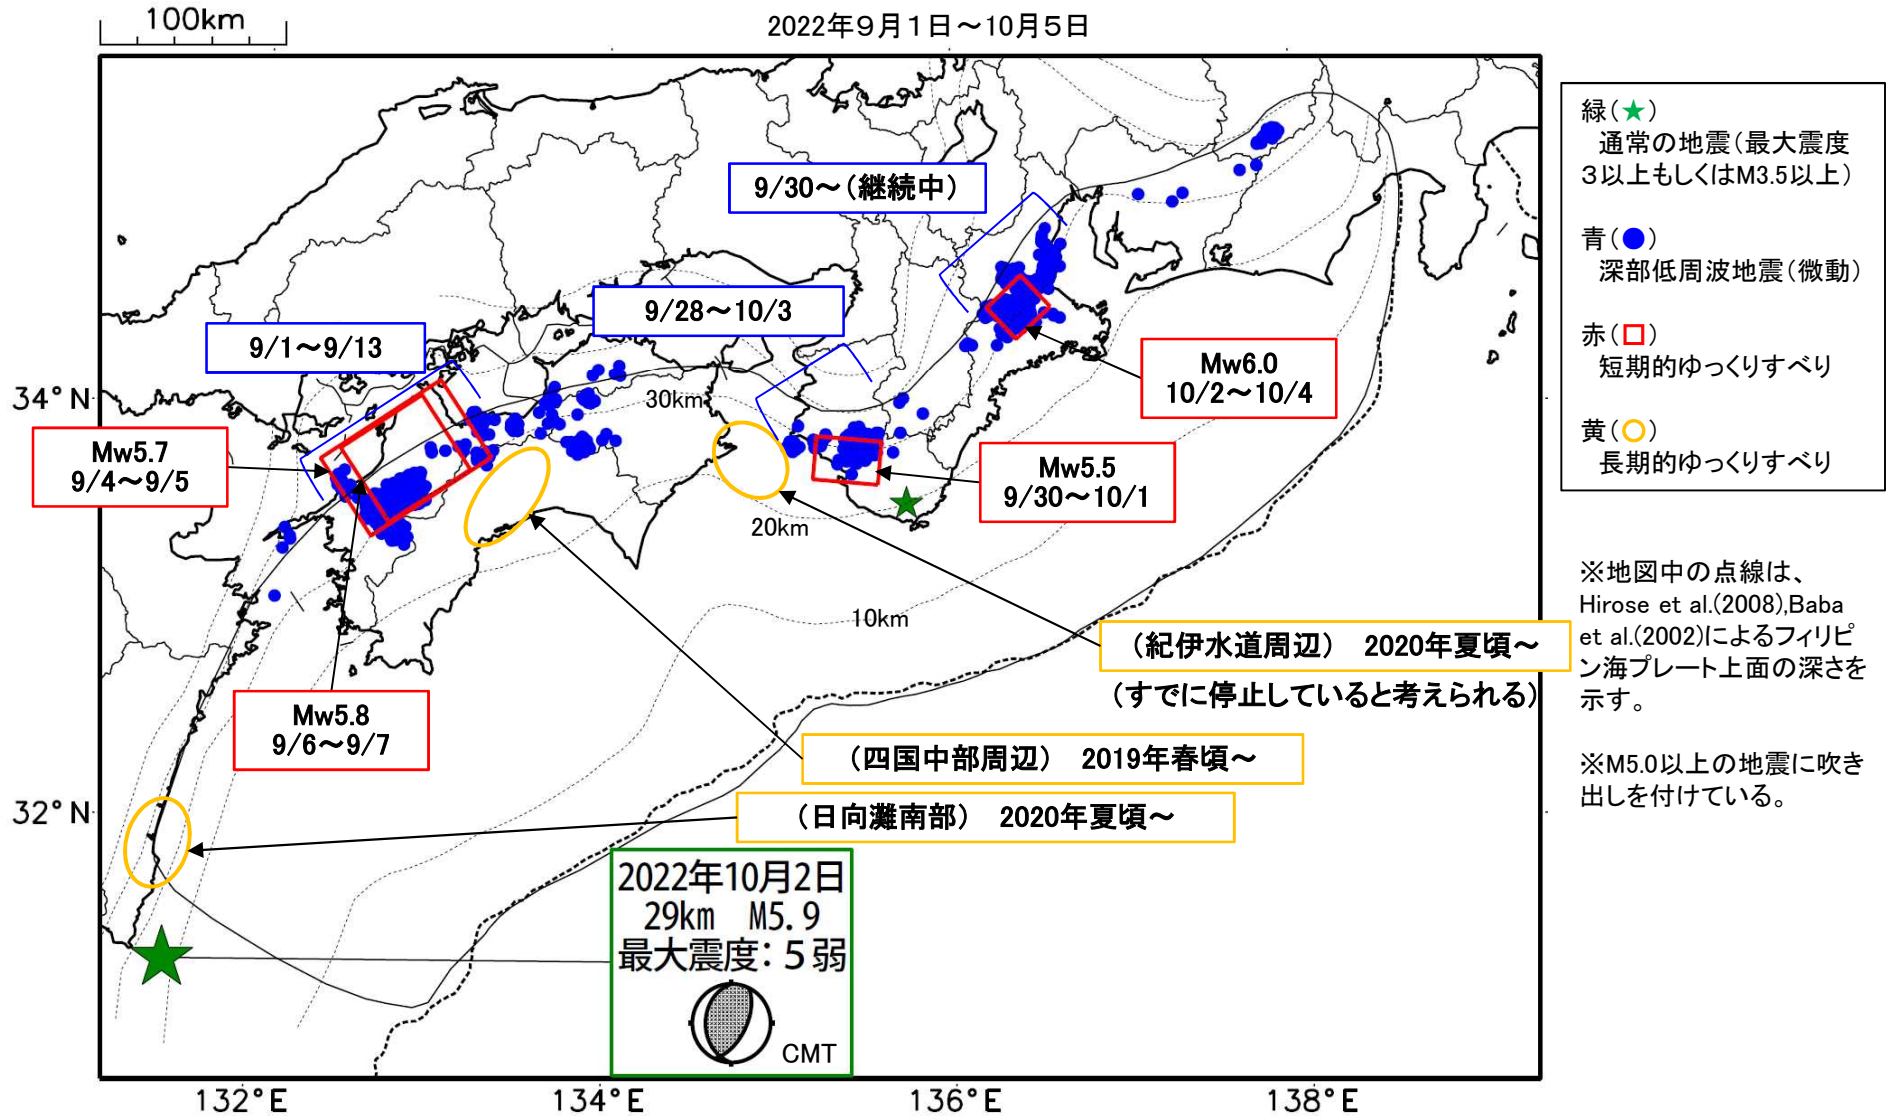 100km
2022年9月1日～10月5日
9/30～(継続中)
9/28～10/3
9/1～9/13
34°N
30km
Mw6.0
10/2～10/4
Mw5.7
9/4～9/5
Mw5.5
9/30～10/1
20km
10km
(紀伊水道周辺)　2020年夏頃～
(すでに停止していると考えられる)
Mw5.8
9/6～9/7
(四国中部周辺)　2019年春頃～
32°N
(日向灘南部)　2020年夏頃～
2022年10月2日
29km　M5.9
最大震度：５弱
CMT
132°E
134°E
136°E
138°E
緑(★)
通常の地震(最大震度
３以上もしくはM3.5以上)
青(●)
深部低周波地震(微動)
赤(□)
短期的ゆっくりすべり
黄(○)
長期的ゆっくりすべり
※地図中の点線は、
Hirose et al.(2008),Baba
et al.(2002)によるフィリピ
ン海プレート上面の深さを
示す。
※M5.0以上の地震に吹き
出しを付けている。